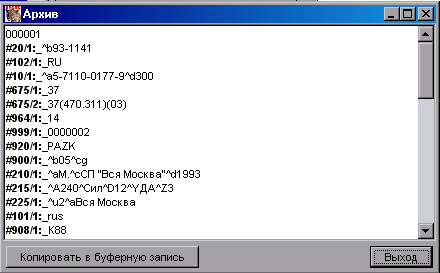 Архив
000001
#20/1:_^b93-1141
#102/1:_RU
#10/1:_^a5-7110-0177-9^d300
#675/1:_37
#675/2:_37(470.311)(03)
#964/1:_14
#999/1:_0000002
#920/1:_PAZK
#900/1:_^b05^cg
#210/1:_^aМ.^cСП "Вся Москва"^d1993
#215/1:_^A240^Cил^D12^YДА^Z3
#225/1:_^u2^aВся Москва
#101/1:_rus
#908/1:_К88
Копировать в буферную запись
Выход